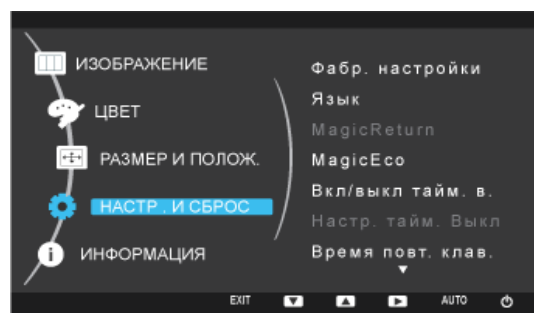 ИЗОБРАЖЕНИЕ
ЦВЕТ
РАЗМЕР И ПОЛОЖ.
НАСТР . И СБРОС
ИНФОРМАЦИЯ
Фабр. настройки
Язык
MagicReturn
MagicEco
Вкл/выкл тайм. в.
Настр. тайм. Выкл
Время повт. клав.
EXIT
AUTO